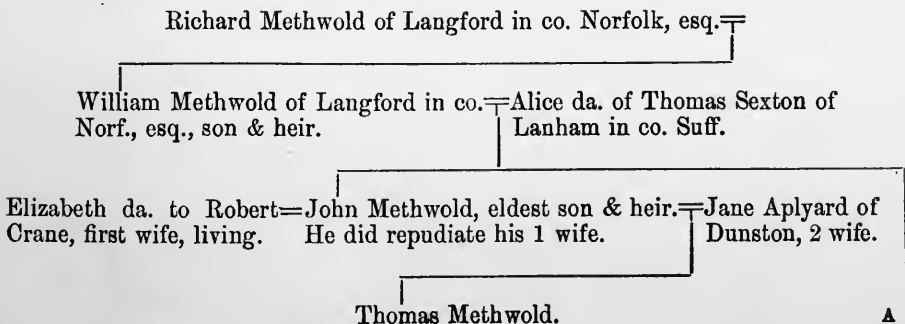 Richard Methwold of Langford in co. Norfolk, esq.
William Methwold of Langford in co.
Norf., esq., son & heir.
Alice da. of Thomas Sexton of
Lanham in co. Suff.
Elizabeth da. to Robert
Crane, first wife, living.
John Methwold, eldest son & heir.
He did repudiate his 1 wife.
Jane Aplyard of
Dunston, 2 wife.
Thomas Methwold.
A